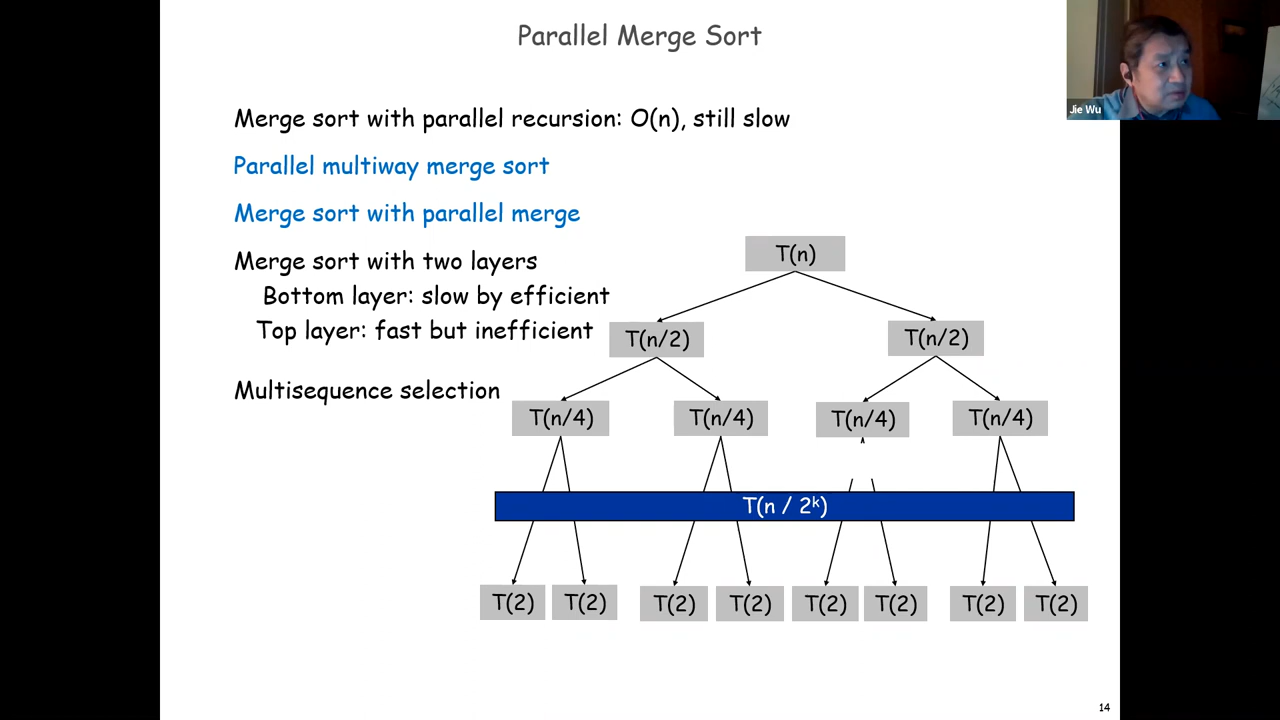 Parallel Merge Sort
Jie Wu
Merge sort with parallel recursion: O(n), still slow
Parallel multiway merge sort
Merge sort with parallel merge
Merge sort with two layers
Bottom layer: slow by efficient
Top layer: fast but inefficient
Multisequence selection
T(n)
T(n/2) T(n/2)
T(n/4) T(n/4) T(n/4) T(n/4)
T(n / 2ᵏ)
T(2) T(2) T(2) T(2) T(2) T(2) T(2) T(2)
14